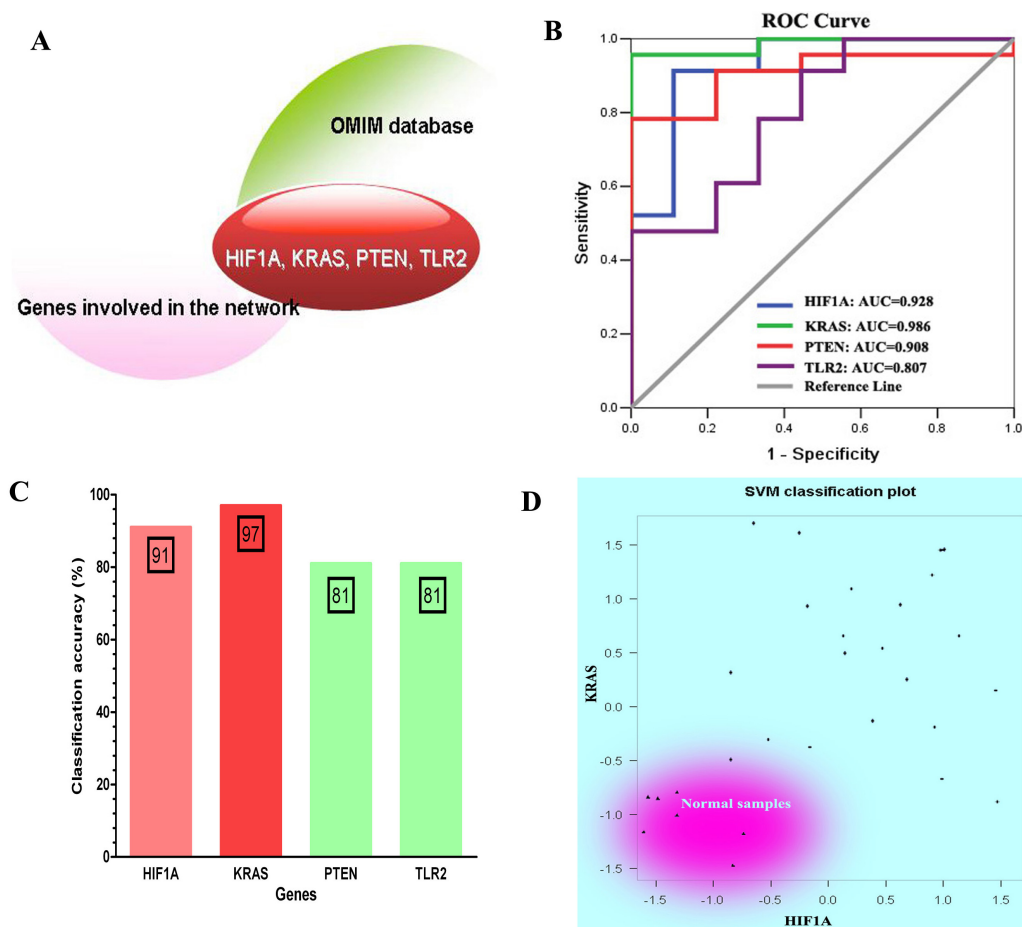 A
OMIM database
HIF1A, KRAS, PTEN, TLR2
Genes involved in the network
B
ROC Curve
Sensitivity
1.0
0.8
0.6
0.4
0.2
0.0
HIF1A: AUC=0.928
KRAS: AUC=0.986
PTEN: AUC=0.908
TLR2: AUC=0.807
Reference Line
0.0 0.2 0.4 0.6 0.8 1.0
1 - Specificity
C
Classification accuracy (%)
100
80
60
40
20
0
91
97
81
81
HIF1A KRAS PTEN TLR2
Genes
D
SVM classification plot
KRAS
1.5
1.0
0.5
0.0
-0.5
-1.0
-1.5
Normal samples
-1.5 -1.0 -0.5 0.0 0.5 1.0 1.5
HIF1A